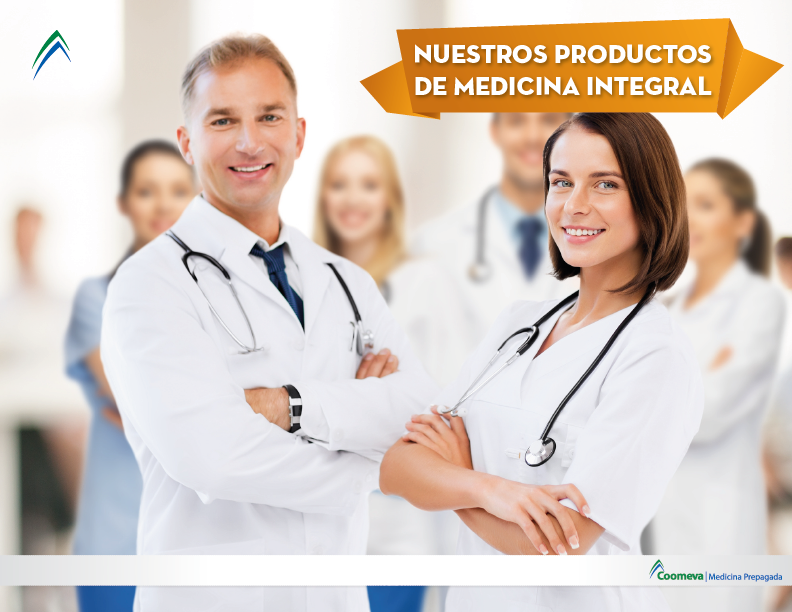 NUESTROS PRODUCTOS
DE MEDICINA INTEGRAL
Coomeva | Medicina Prepagada